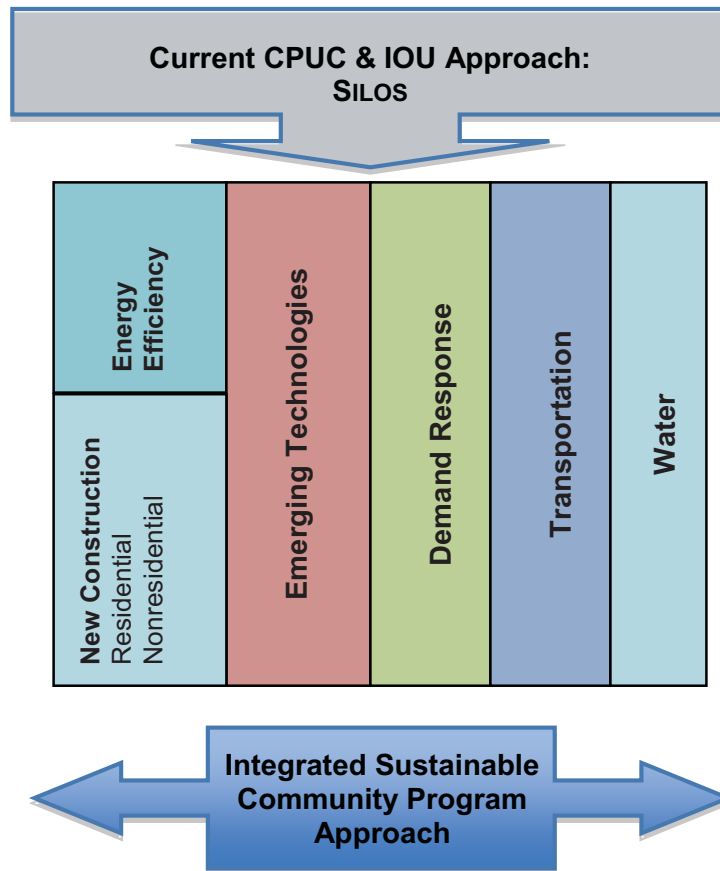 Current CPUC & IOU Approach:
SILOS
Energy
Efficiency
New Construction
Residential
Nonresidential
Emerging Technologies
Demand Response
Transportation
Water
Integrated Sustainable
Community Program
Approach